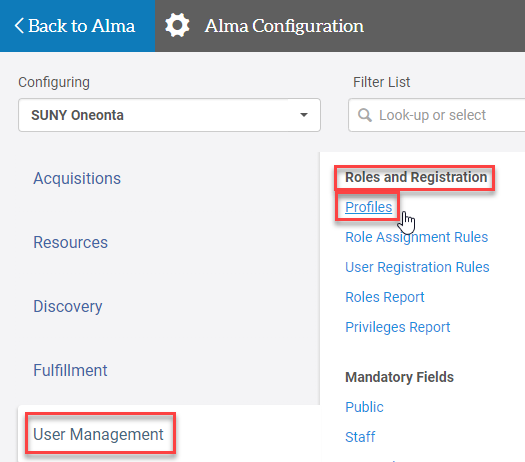 Back to Alma
Alma Configuration
Configuring
SUNY Oneonta
Filter List
Look-up or select
Acquisitions
Resources
Discovery
Fulfillment
User Management
Roles and Registration
Profiles
Role Assignment Rules
User Registration Rules
Roles Report
Privileges Report
Mandatory Fields
Public
Staff